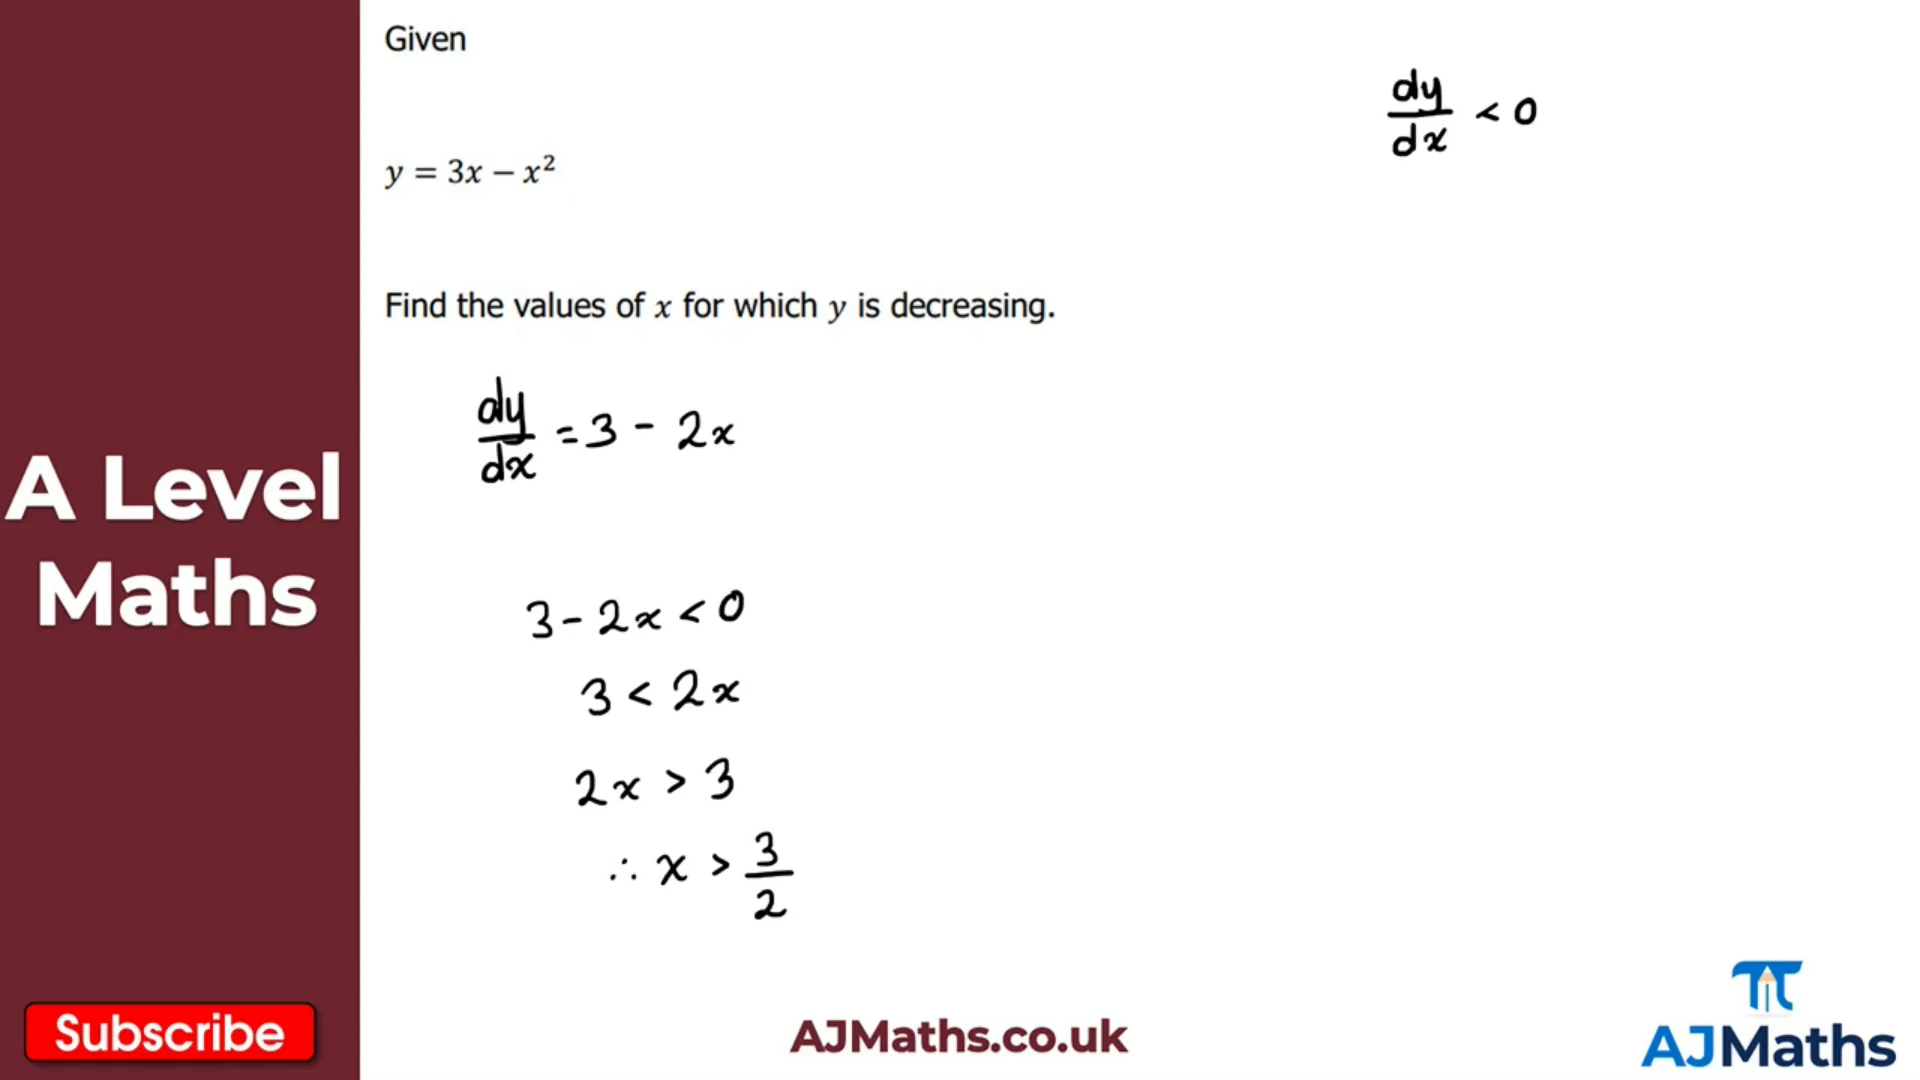 Given
dy/dx < 0
y = 3x − x²
Find the values of x for which y is decreasing.
dy/dx = 3 - 2x
3 - 2x < 0
3 < 2x
2x > 3
∴ x > 3/2
A Level
Maths
Subscribe
AJMaths.co.uk
AJMaths